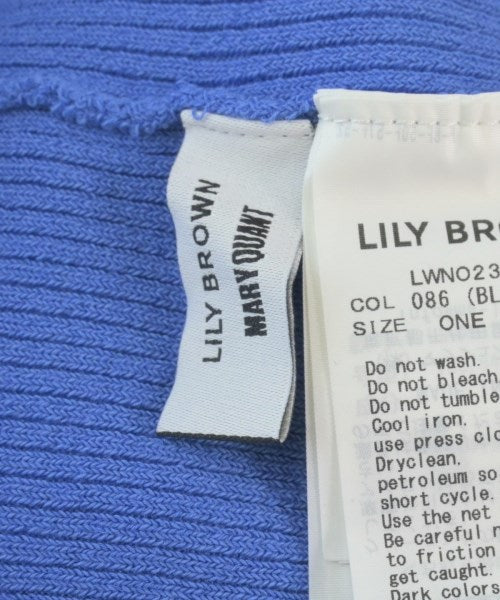 LILY BROWN
MARY QUANT
LILY BR
LWNO23
COL 086 (BL
SIZE ONE
Do not wash.
Do not bleach.
Do not tumble
Cool iron.
use press clo
Dryclean.
petroleum so
short cycle.
Use the net
Be careful n
to friction
get caught.
Dark colors